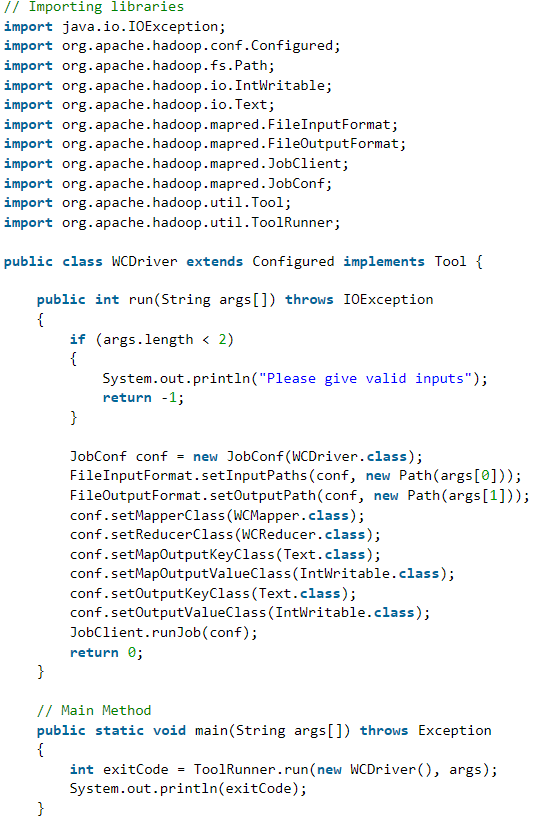 // Importing libraries
import java.io.IOException;
import org.apache.hadoop.conf.Configured;
import org.apache.hadoop.fs.Path;
import org.apache.hadoop.io.IntWritable;
import org.apache.hadoop.io.Text;
import org.apache.hadoop.mapred.FileInputFormat;
import org.apache.hadoop.mapred.FileOutputFormat;
import org.apache.hadoop.mapred.JobClient;
import org.apache.hadoop.mapred.JobConf;
import org.apache.hadoop.util.Tool;
import org.apache.hadoop.util.ToolRunner;

public class WCDriver extends Configured implements Tool {

    public int run(String args[]) throws IOException
    {
        if (args.length < 2)
        {
            System.out.println("Please give valid inputs");
            return -1;
        }

        JobConf conf = new JobConf(WCDriver.class);
        FileInputFormat.setInputPaths(conf, new Path(args[0]));
        FileOutputFormat.setOutputPath(conf, new Path(args[1]));
        conf.setMapperClass(WCMapper.class);
        conf.setReducerClass(WCReducer.class);
        conf.setMapOutputKeyClass(Text.class);
        conf.setMapOutputValueClass(IntWritable.class);
        conf.setOutputKeyClass(Text.class);
        conf.setOutputValueClass(IntWritable.class);
        JobClient.runJob(conf);
        return 0;
    }

    // Main Method
    public static void main(String args[]) throws Exception
    {
        int exitCode = ToolRunner.run(new WCDriver(), args);
        System.out.println(exitCode);
    }